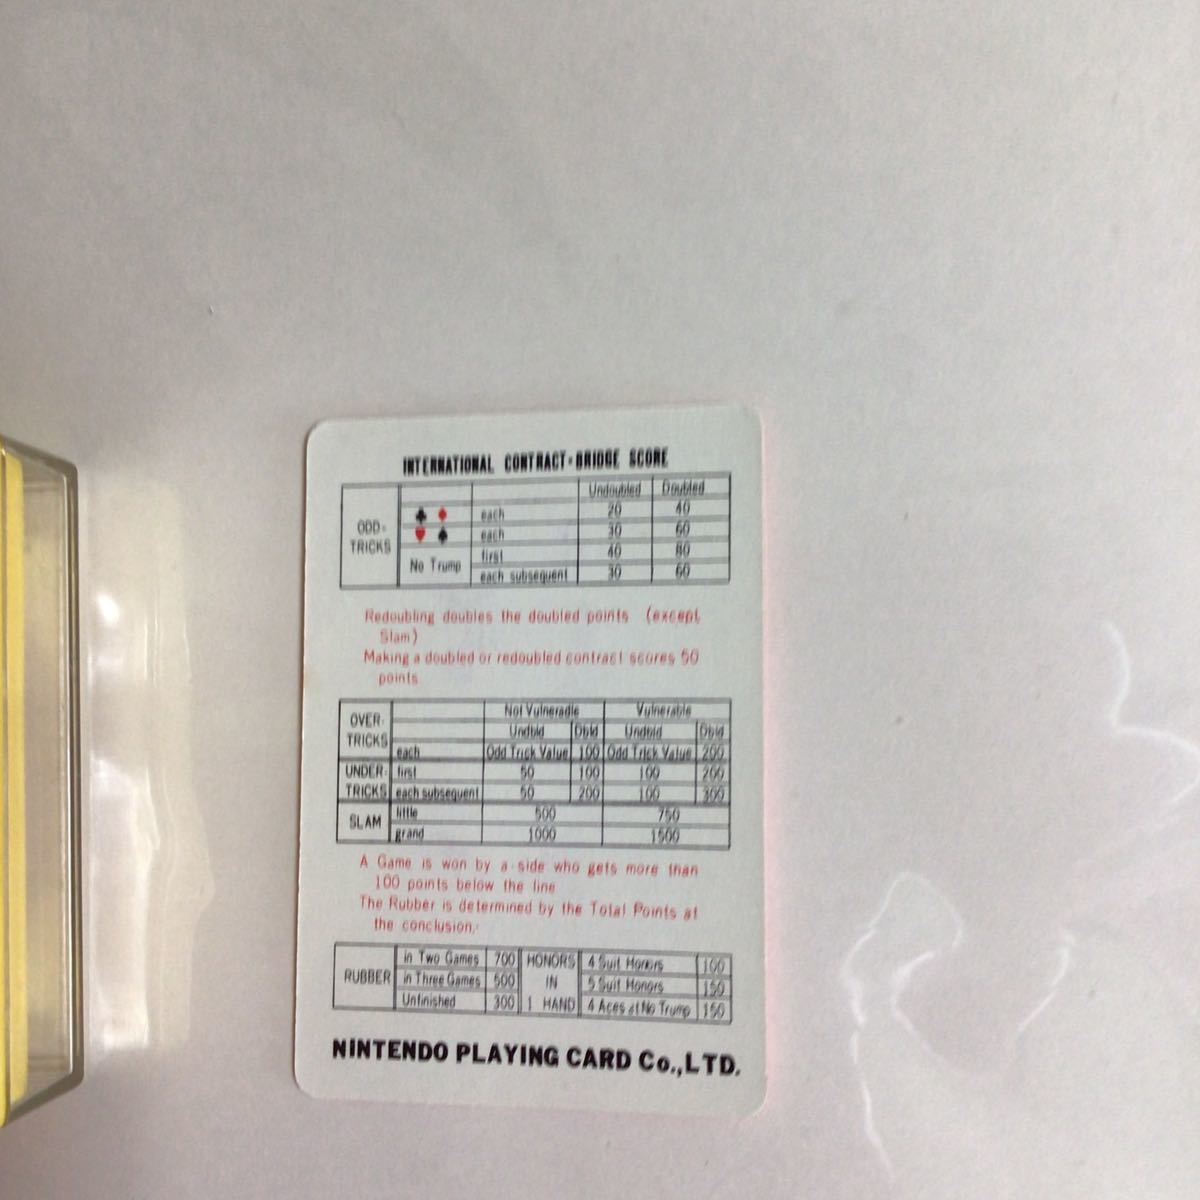 INTERNATIONAL CONTRACT-BRIDGE SCORE
Undoubled Doubled
ODD-TRICKS ♣ ♦ each 20 40
♥ ♠ each 30 60
No Trump first 40 80
each subsequent 30 60
Redoubling doubles the doubled points (except
Slam)
Making a doubled or redoubled contract scores 50
points
Not Vulneradle Vulnerable
Undbld Dbld Undbld Dbld
OVER-TRICKS each Odd Trick Value 100 Odd Trick Value 200
UNDER-TRICKS first 50 100 100 200
each subsequent 50 200 100 300
SLAM little 500 750
grand 1000 1500
A Game is won by a side who gets more than
100 points below the line
The Rubber is determined by the Total Points at
the conclusion.
RUBBER in Two Games 700 HONORS IN 1 HAND 4 Suit Honors 100
in Three Games 500 5 Suit Honors 150
Unfinished 300 4 Aces at No Trump 150
NINTENDO PLAYING CARD Co.,LTD.